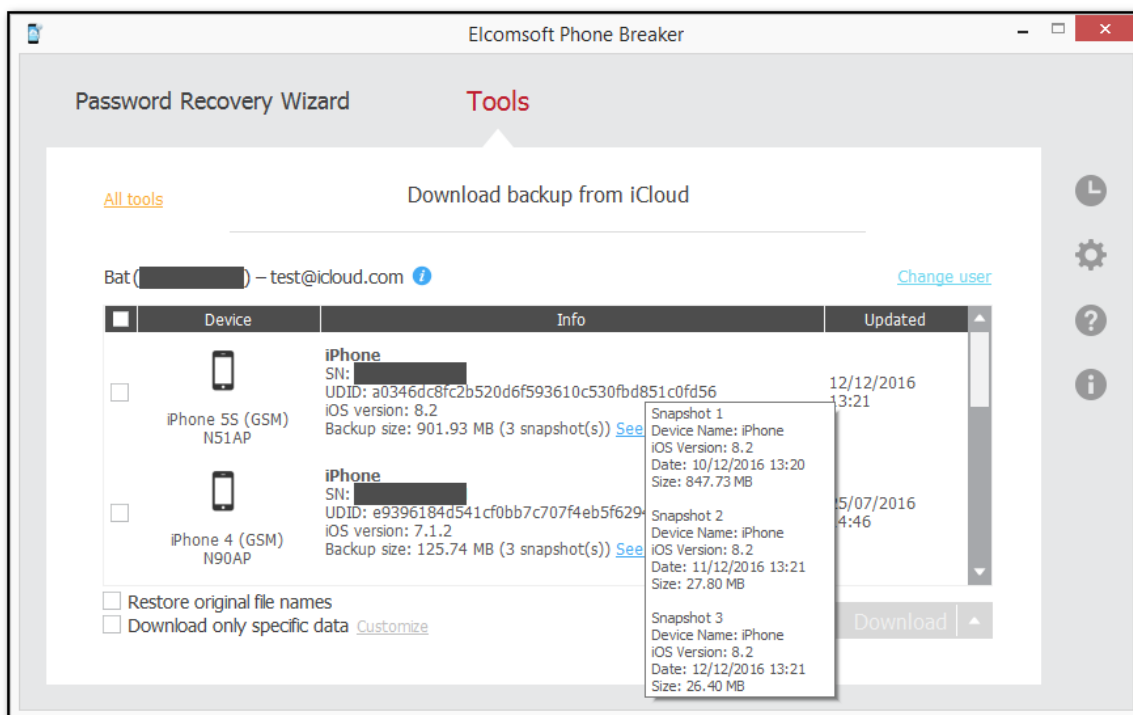 Elcomsoft Phone Breaker
Password Recovery Wizard
Tools
All tools
Download backup from iCloud
Bat ( ) – test@icloud.com
Change user
Device
Info
Updated
iPhone 5S (GSM)
N51AP
iPhone
SN:
UDID: a0346dc8fc2b520d6f593610c530fbd851c0fd56
iOS version: 8.2
Backup size: 901.93 MB (3 snapshot(s)) See
12/12/2016
13:21
iPhone 4 (GSM)
N90AP
iPhone
SN:
UDID: e9396184d541cf0bb7c707f4eb5f629
iOS version: 7.1.2
Backup size: 125.74 MB (3 snapshot(s)) See
5/07/2016
4:46
Snapshot 1
Device Name: iPhone
iOS Version: 8.2
Date: 10/12/2016 13:20
Size: 847.73 MB
Snapshot 2
Device Name: iPhone
iOS Version: 8.2
Date: 11/12/2016 13:21
Size: 27.80 MB
Snapshot 3
Device Name: iPhone
iOS Version: 8.2
Date: 12/12/2016 13:21
Size: 26.40 MB
Restore original file names
Download only specific data Customize
Download